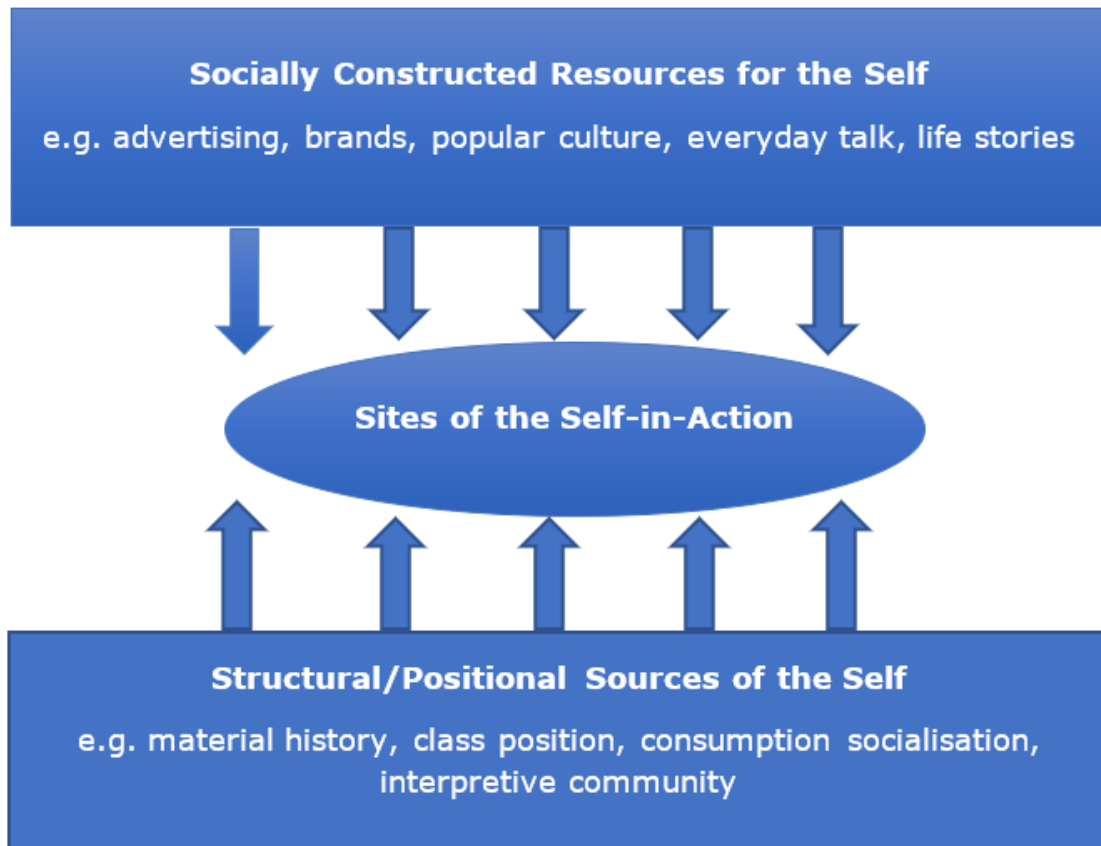 Socially Constructed Resources for the Self
e.g. advertising, brands, popular culture, everyday talk, life stories
Sites of the Self-in-Action
Structural/Positional Sources of the Self
e.g. material history, class position, consumption socialisation,
interpretive community